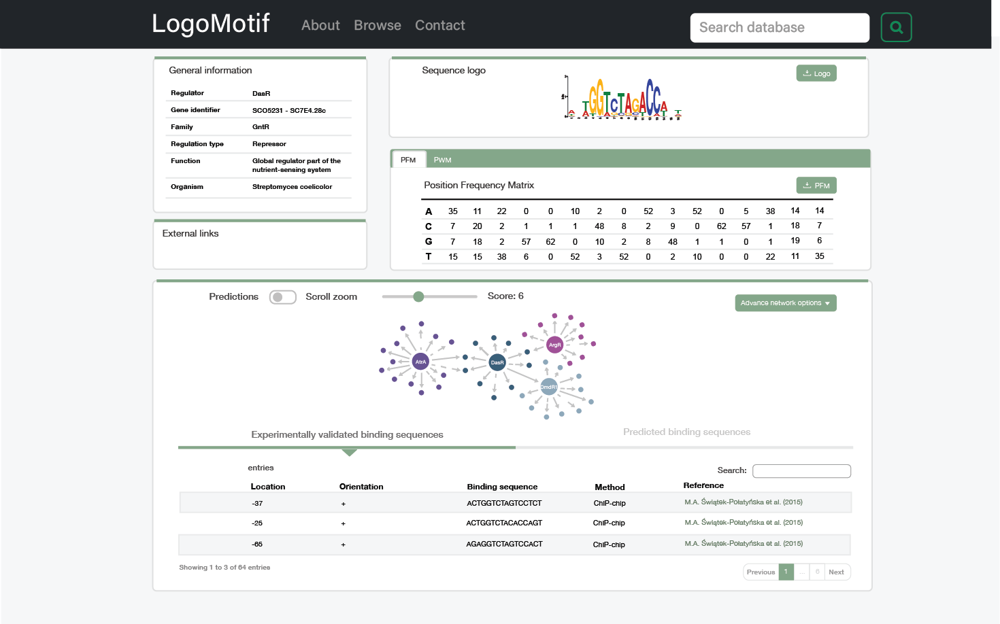 LogoMotif
About Browse Contact
Search database
General information
Regulator DasR
Gene identifier SCO5231 - SC7E4.28c
Family GntR
Regulation type Repressor
Function Global regulator part of the
nutrient-sensing system
Organism Streptomyces coelicolor
External links
Sequence logo
Logo
PFM PWM
Position Frequency Matrix
PFM
A 35 11 22 0 0 10 2 0 52 3 52 0 5 38 14 14
C 7 20 2 1 1 1 48 8 2 9 0 62 57 1 18 7
G 7 18 2 57 62 0 10 2 8 48 1 1 0 1 19 6
T 15 15 38 6 0 52 3 52 0 2 10 0 0 22 11 35
Predictions Scroll zoom Score: 6
Advance network options
AtrA
DasR
ArgR
DmdR1
Experimentally validated binding sequences
Predicted binding sequences
entries
Search:
Location Orientation Binding sequence Method Reference
-37 + ACTGGTCTAGTCCTCT ChiP-chip M.A. Świątek-Połatyńska et al. (2015)
-25 + ACTGGTCTACACCAGT ChiP-chip M.A. Świątek-Połatyńska et al. (2015)
-65 + AGAGGTCTAGTCCACT ChiP-chip M.A. Świątek-Połatyńska et al. (2015)
Showing 1 to 3 of 64 entries
Previous 1 ... 6 Next